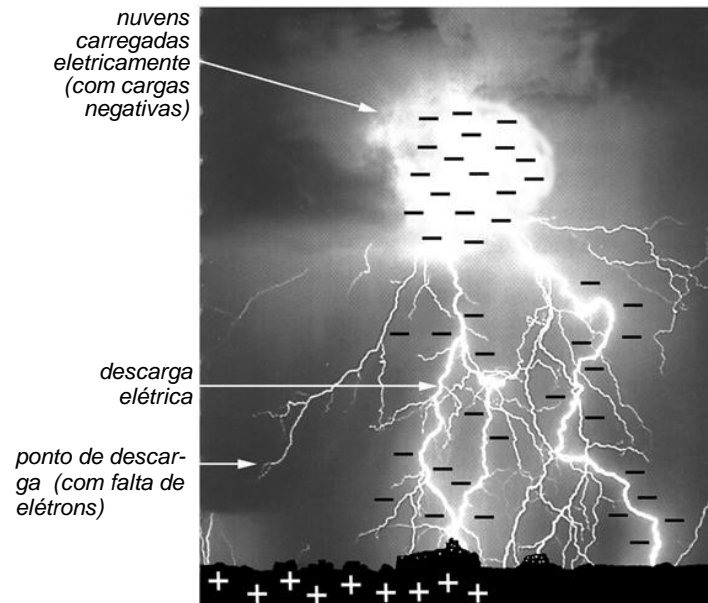 nuvens
carregadas
eletricamente
(com cargas
negativas)
descarga
elétrica
ponto de descar-
ga (com falta de
elétrons)